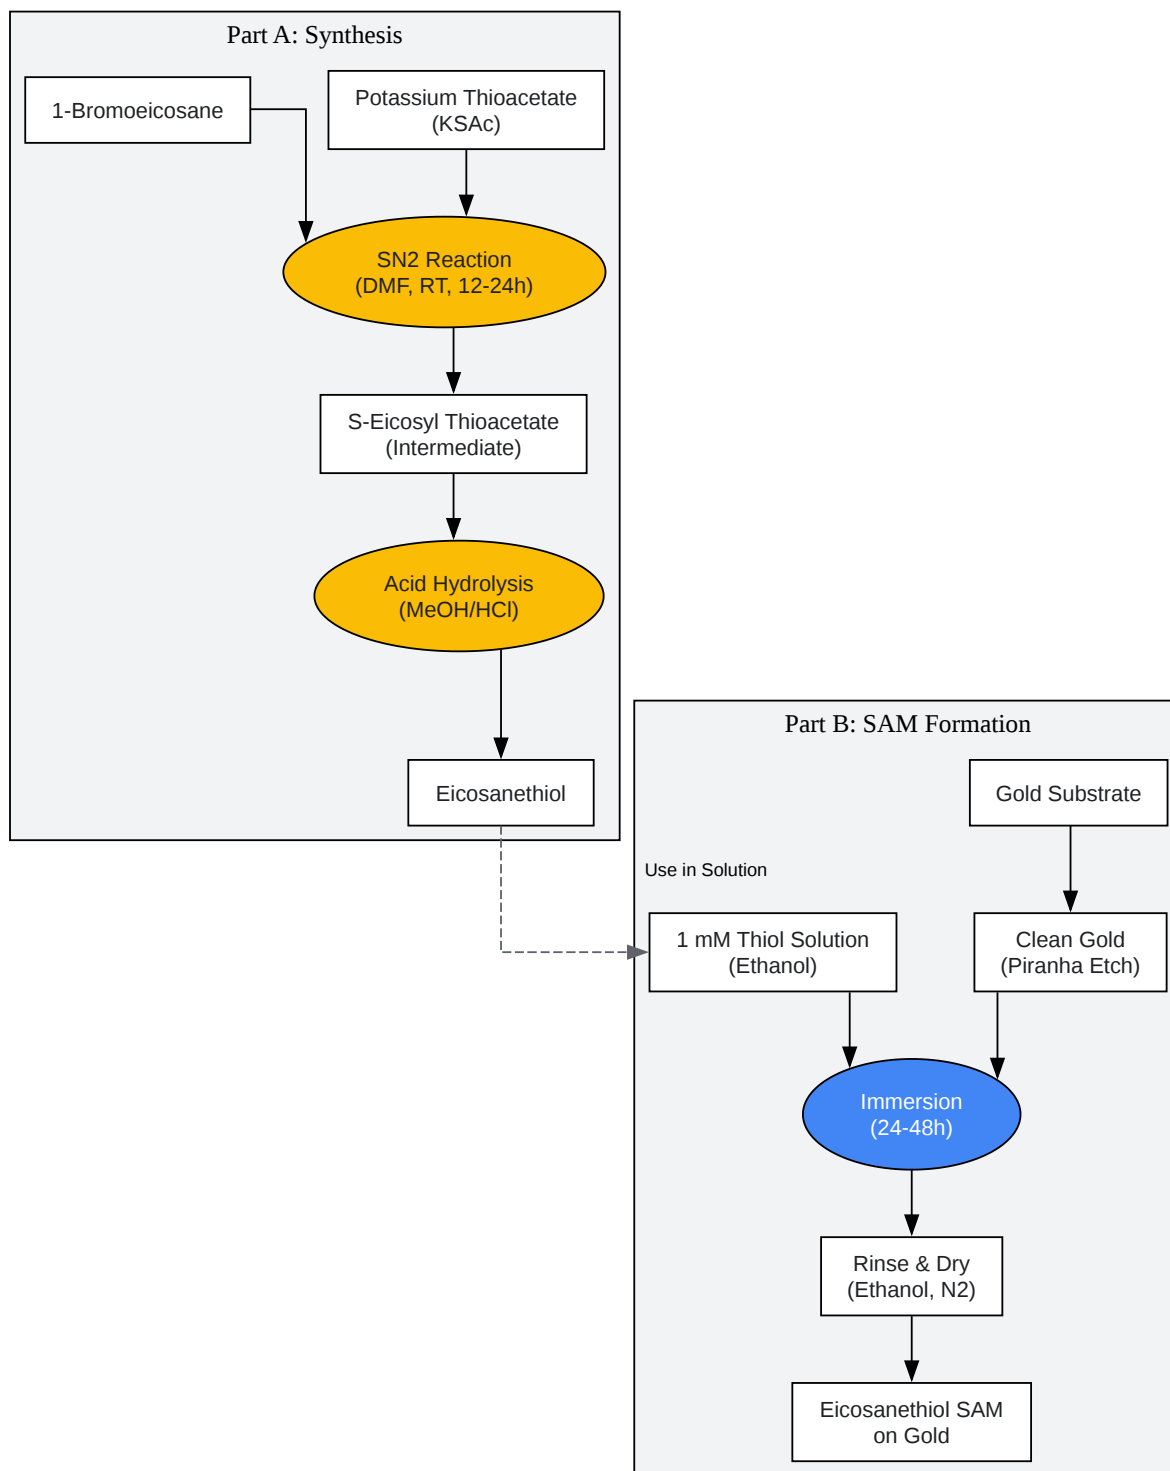 Part A: Synthesis
1-Bromoeicosane
Potassium Thioacetate
(KSAc)
SN2 Reaction
(DMF, RT, 12-24h)
S-Eicosyl Thioacetate
(Intermediate)
Acid Hydrolysis
(MeOH/HCl)
Eicosanethiol
Part B: SAM Formation
Gold Substrate
Use in Solution
1 mM Thiol Solution
(Ethanol)
Clean Gold
(Piranha Etch)
Immersion
(24-48h)
Rinse & Dry
(Ethanol, N2)
Eicosanethiol SAM
on Gold